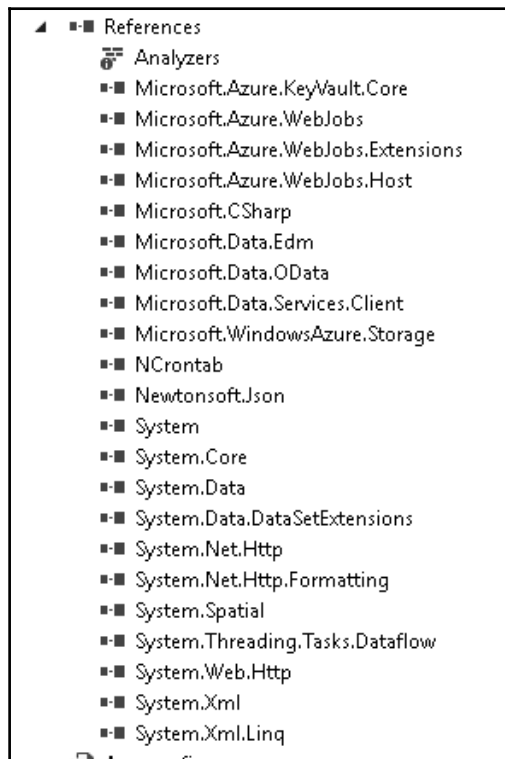 References
Analyzers
Microsoft.Azure.KeyVault.Core
Microsoft.Azure.WebJobs
Microsoft.Azure.WebJobs.Extensions
Microsoft.Azure.WebJobs.Host
Microsoft.CSharp
Microsoft.Data.Edm
Microsoft.Data.OData
Microsoft.Data.Services.Client
Microsoft.WindowsAzure.Storage
NCrontab
Newtonsoft.Json
System
System.Core
System.Data
System.Data.DataSetExtensions
System.Net.Http
System.Net.Http.Formatting
System.Spatial
System.Threading.Tasks.Dataflow
System.Web.Http
System.Xml
System.Xml.Linq